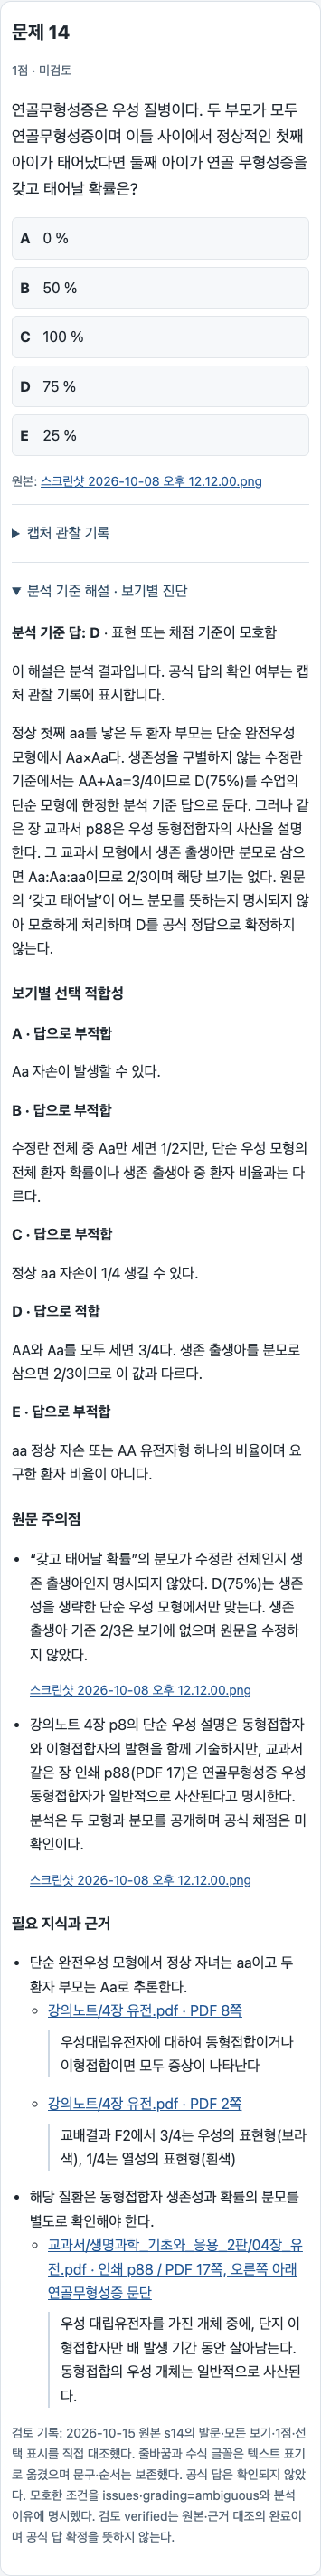 문제 14
1점 · 미검토
연골무형성증은 우성 질병이다. 두 부모가 모두
연골무형성증이며 이들 사이에서 정상적인 첫째
아이가 태어났다면 둘째 아이가 연골 무형성증을
갖고 태어날 확률은?
A 0 %
B 50 %
C 100 %
D 75 %
E 25 %
원본: 스크린샷 2026-10-08 오후 12.12.00.png
▶ 캡처 관찰 기록
▼ 분석 기준 해설 · 보기별 진단
분석 기준 답: D · 표현 또는 채점 기준이 모호함
이 해설은 분석 결과입니다. 공식 답의 확인 여부는 캡
처 관찰 기록에 표시합니다.
정상 첫째 aa를 낳은 두 환자 부모는 단순 완전우성
모형에서 Aa×Aa다. 생존성을 구별하지 않는 수정란
기준에서는 AA+Aa=3/4이므로 D(75%)를 수업의
단순 모형에 한정한 분석 기준 답으로 둔다. 그러나 같
은 장 교과서 p88은 우성 동형접합자의 사산을 설명
한다. 그 교과서 모형에서 생존 출생아만 분모로 삼으
면 Aa:Aa:aa이므로 2/3이며 해당 보기는 없다. 원문
의 ‘갖고 태어날’이 어느 분모를 뜻하는지 명시되지 않
아 모호하게 처리하며 D를 공식 정답으로 확정하지
않는다.
보기별 선택 적합성
A · 답으로 부적합
Aa 자손이 발생할 수 있다.
B · 답으로 부적합
수정란 전체 중 Aa만 세면 1/2지만, 단순 우성 모형의
전체 환자 확률이나 생존 출생아 중 환자 비율과는 다
르다.
C · 답으로 부적합
정상 aa 자손이 1/4 생길 수 있다.
D · 답으로 적합
AA와 Aa를 모두 세면 3/4다. 생존 출생아를 분모로
삼으면 2/3이므로 이 값과 다르다.
E · 답으로 부적합
aa 정상 자손 또는 AA 유전자형 하나의 비율이며 요
구한 환자 비율이 아니다.
원문 주의점
• “갖고 태어날 확률”의 분모가 수정란 전체인지 생
존 출생아인지 명시되지 않았다. D(75%)는 생존
성을 생략한 단순 우성 모형에서만 맞는다. 생존
출생아 기준 2/3은 보기에 없으며 원문을 수정하
지 않았다.
스크린샷 2026-10-08 오후 12.12.00.png
• 강의노트 4장 p8의 단순 우성 설명은 동형접합자
와 이형접합자의 발현을 함께 기술하지만, 교과서
같은 장 인쇄 p88(PDF 17)은 연골무형성증 우성
동형접합자가 일반적으로 사산된다고 명시한다.
분석은 두 모형과 분모를 공개하며 공식 채점은 미
확인이다.
스크린샷 2026-10-08 오후 12.12.00.png
필요 지식과 근거
• 단순 완전우성 모형에서 정상 자녀는 aa이고 두
환자 부모는 Aa로 추론한다.
◦ 강의노트/4장 유전.pdf · PDF 8쪽
우성대립유전자에 대하여 동형접합이거나
이형접합이면 모두 증상이 나타난다
◦ 강의노트/4장 유전.pdf · PDF 2쪽
교배결과 F2에서 3/4는 우성의 표현형(보라
색), 1/4는 열성의 표현형(흰색)
• 해당 질환은 동형접합자 생존성과 확률의 분모를
별도로 확인해야 한다.
◦ 교과서/생명과학_기초와_응용_2판/04장_유
전.pdf · 인쇄 p88 / PDF 17쪽, 오른쪽 아래
연골무형성증 문단
우성 대립유전자를 가진 개체 중에, 단지 이
형접합자만 배 발생 기간 동안 살아남는다.
동형접합의 우성 개체는 일반적으로 사산된
다.
검토 기록: 2026-10-15 원본 s14의 발문·모든 보기·1점·선
택 표시를 직접 대조했다. 줄바꿈과 수식 글꼴은 텍스트 표기
로 옮겼으며 문구·순서는 보존했다. 공식 답은 확인되지 않았
다. 모호한 조건을 issues·grading=ambiguous와 분석
이유에 명시했다. 검토 verified는 원본·근거 대조의 완료이
며 공식 답 확정을 뜻하지 않는다.